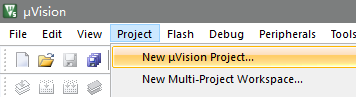 µVision
File Edit View Project Flash Debug Peripherals Tools
New µVision Project...
New Multi-Project Workspace...